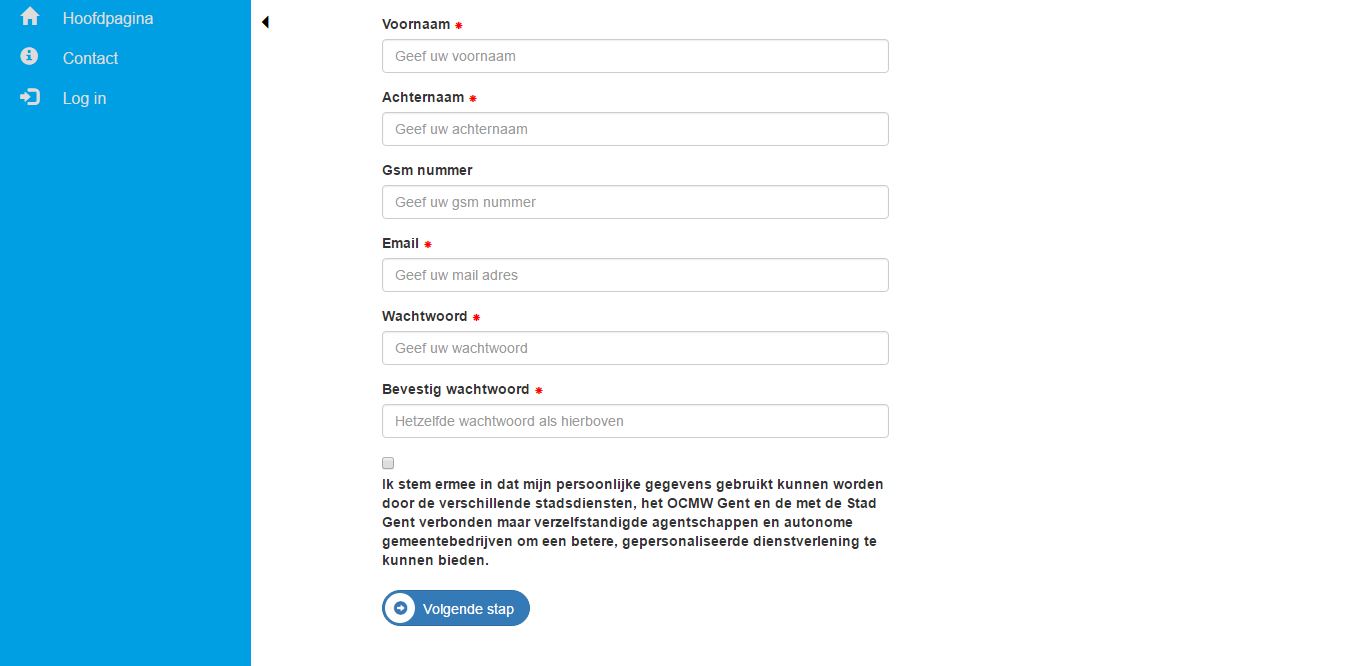 Hoofdpagina
Contact
Log in
Voornaam *
Geef uw voornaam
Achternaam *
Geef uw achternaam
Gsm nummer
Geef uw gsm nummer
Email *
Geef uw mail adres
Wachtwoord *
Geef uw wachtwoord
Bevestig wachtwoord *
Hetzelfde wachtwoord als hierboven
Ik stem ermee in dat mijn persoonlijke gegevens gebruikt kunnen worden
door de verschillende stadsdiensten, het OCMW Gent en de met de Stad
Gent verbonden maar verzelfstandigde agentschappen en autonome
gemeentebedrijven om een betere, gepersonaliseerde dienstverlening te
kunnen bieden.
Volgende stap